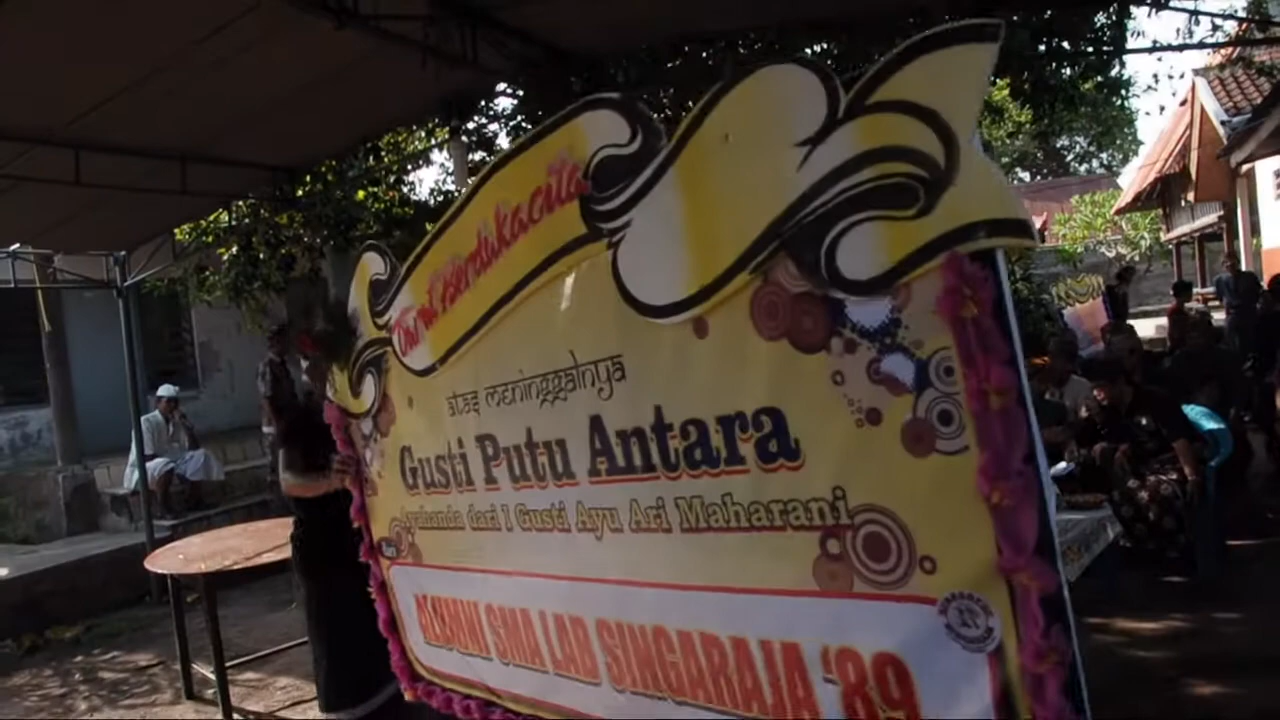 Turut Berdukacita
atas meninggalnya
Gusti Putu Antara
Ayahanda dari I Gusti Ayu Ari Maharani
ALUMNI SMA LAB SINGARAJA '89